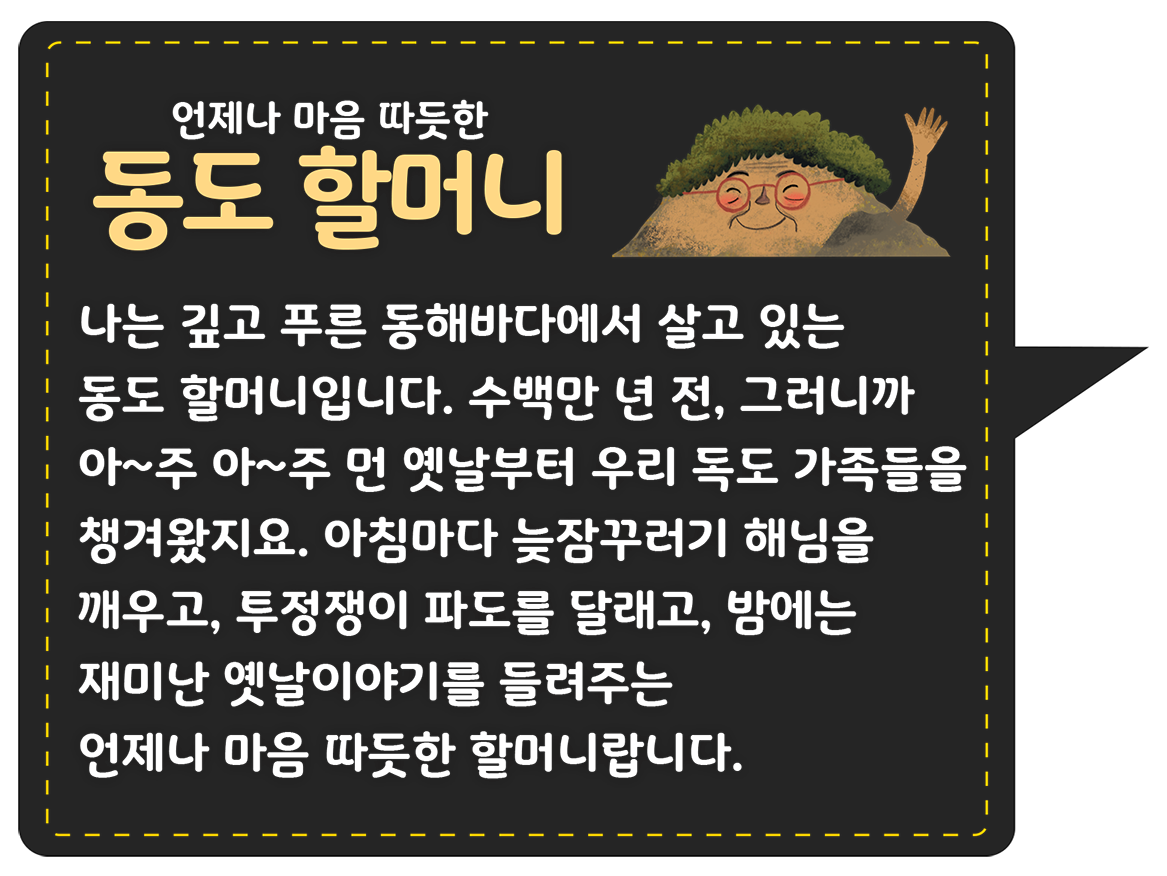 언제나 마음 따듯한
동도 할머니
나는 깊고 푸른 동해바다에서 살고 있는
동도 할머니입니다. 수백만 년 전, 그러니까
아~주 아~주 먼 옛날부터 우리 독도 가족들을
챙겨왔지요. 아침마다 늦잠꾸러기 해님을
깨우고, 투정쟁이 파도를 달래고, 밤에는
재미난 옛날이야기를 들려주는
언제나 마음 따듯한 할머니랍니다.